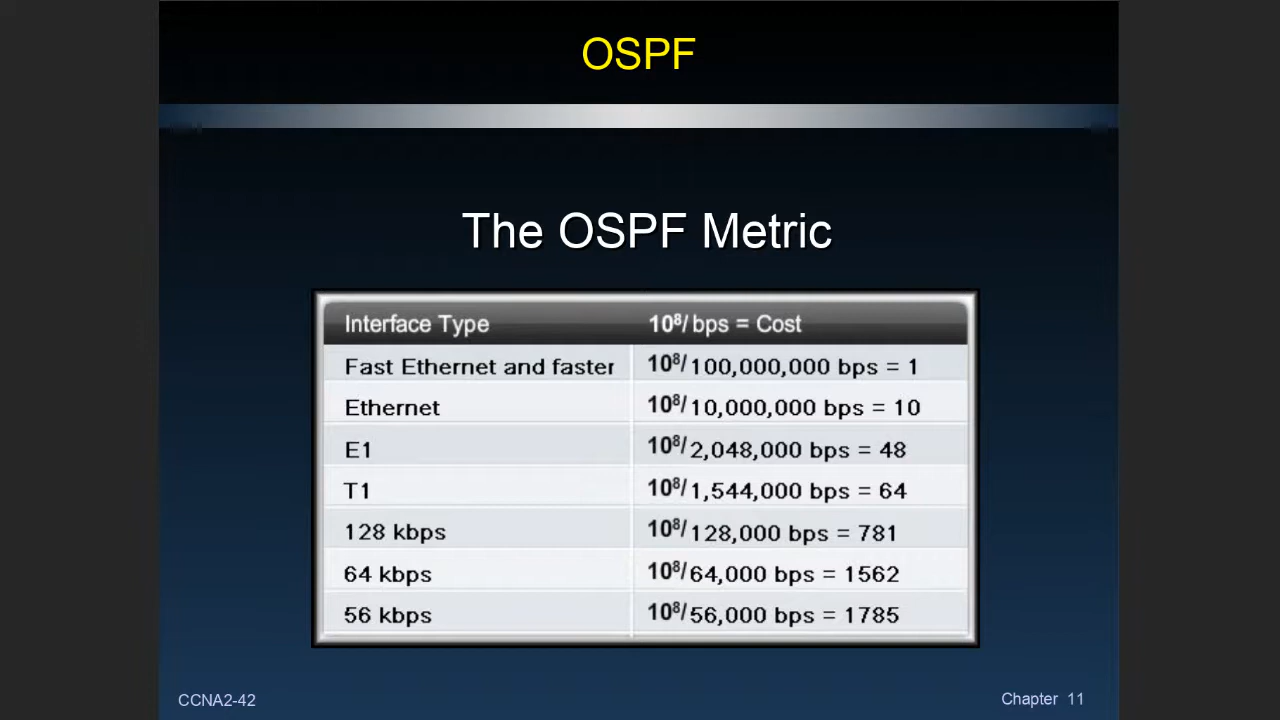 OSPF
The OSPF Metric
Interface Type 10⁸/bps = Cost
Fast Ethernet and faster 10⁸/100,000,000 bps = 1
Ethernet 10⁸/10,000,000 bps = 10
E1 10⁸/2,048,000 bps = 48
T1 10⁸/1,544,000 bps = 64
128 kbps 10⁸/128,000 bps = 781
64 kbps 10⁸/64,000 bps = 1562
56 kbps 10⁸/56,000 bps = 1785
CCNA2-42 Chapter 11